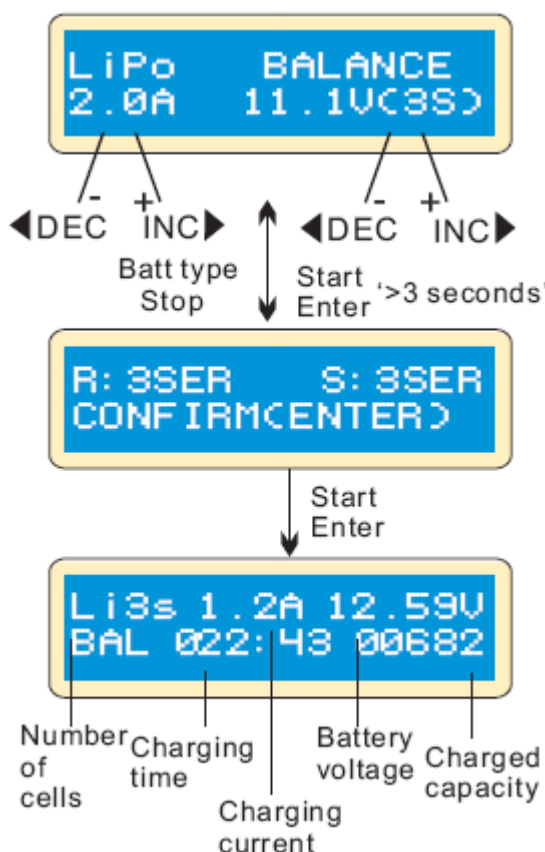 LiPo BALANCE
2.0A 11.1V(3S)
- + - +
◀DEC INC▶ ◀DEC INC▶
Batt type
Stop
Start
Enter '>3 seconds'
R: 3SER S: 3SER
CONFIRM(ENTER)
Start
Enter
Li3s 1.2A 12.59V
BAL 022:43 00682
Number
of
cells
Charging
time
Charging
current
Battery
voltage
Charged
capacity